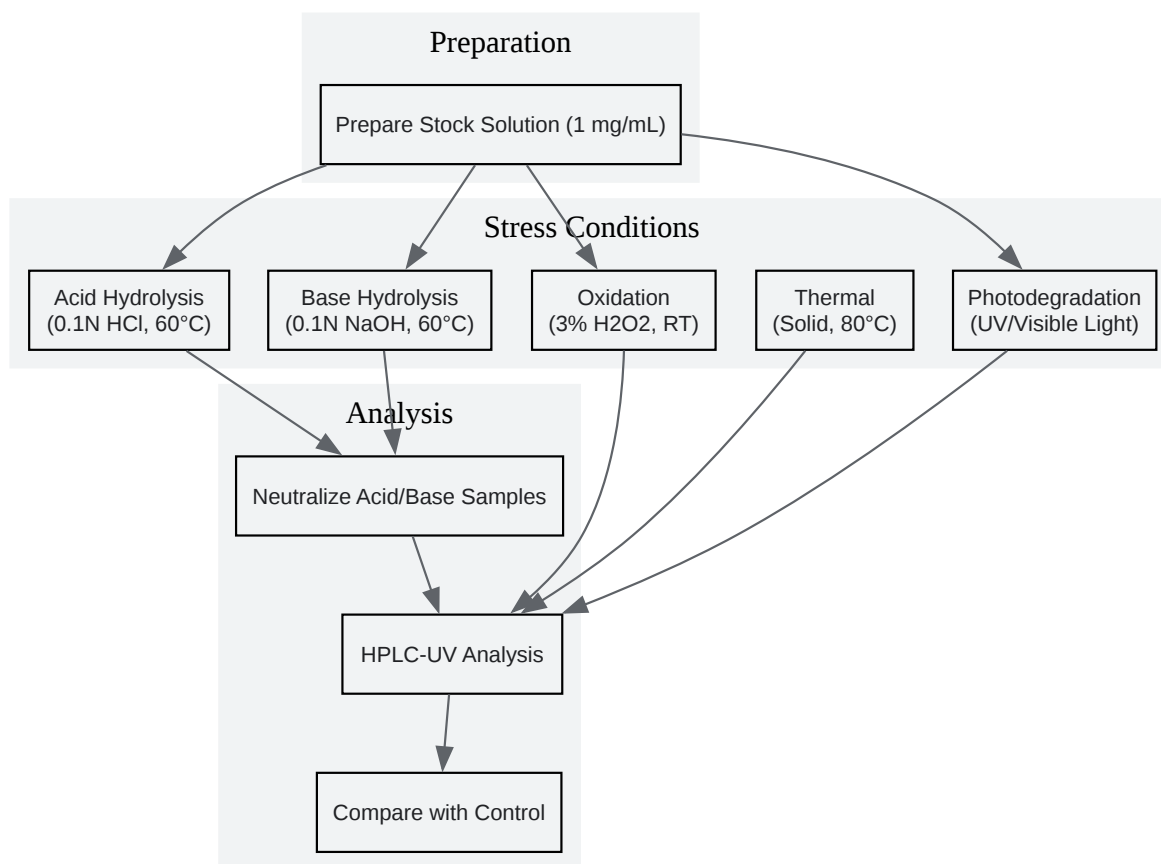 Preparation
Prepare Stock Solution (1 mg/mL)
Stress Conditions
Acid Hydrolysis
(0.1N HCl, 60°C)
Base Hydrolysis
(0.1N NaOH, 60°C)
Oxidation
(3% H2O2, RT)
Thermal
(Solid, 80°C)
Photodegradation
(UV/Visible Light)
Analysis
Neutralize Acid/Base Samples
HPLC-UV Analysis
Compare with Control